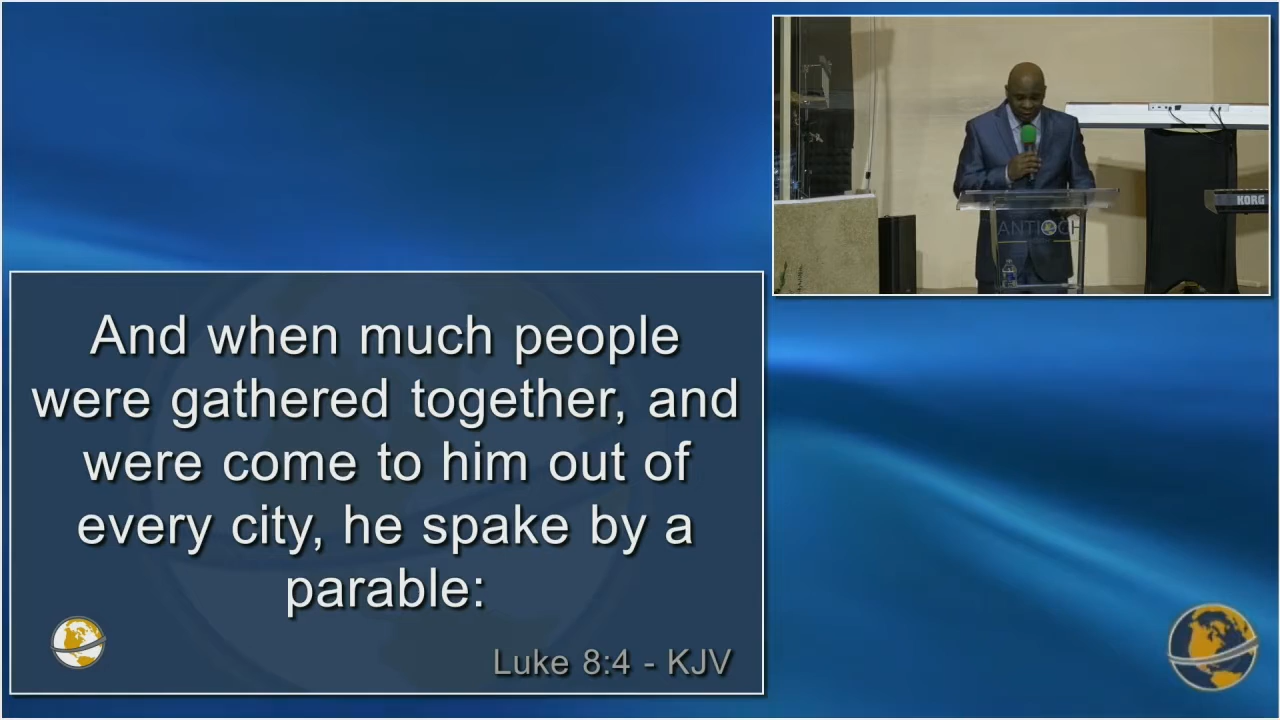 And when much people
were gathered together, and
were come to him out of
every city, he spake by a
parable:
Luke 8:4 - KJV
ANTIOCH
KORG